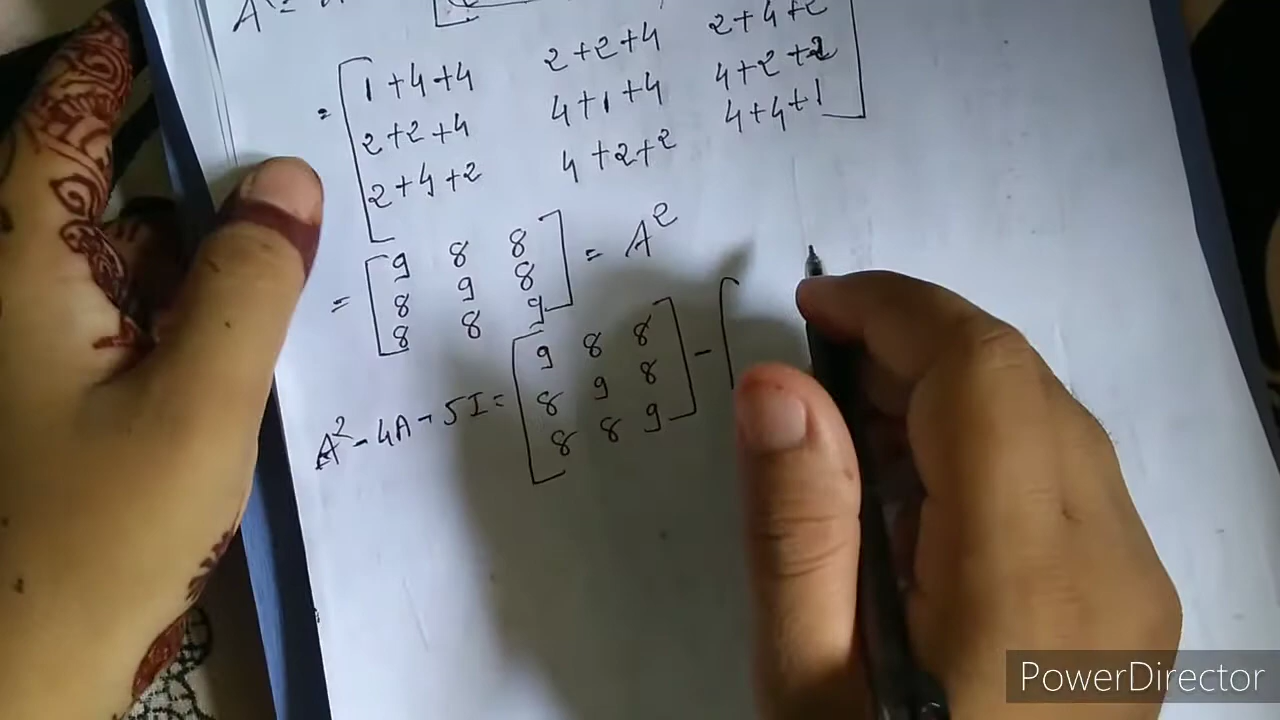 A² =
= [1+4+4 2+2+4 2+4+2
2+2+4 4+1+4 4+2+2
2+4+2 4+2+2 4+4+1]
= [9 8 8
8 9 8
8 8 9] = A²
A² - 4A - 5I = [9 8 8
8 9 8
8 8 9] - [
PowerDirector